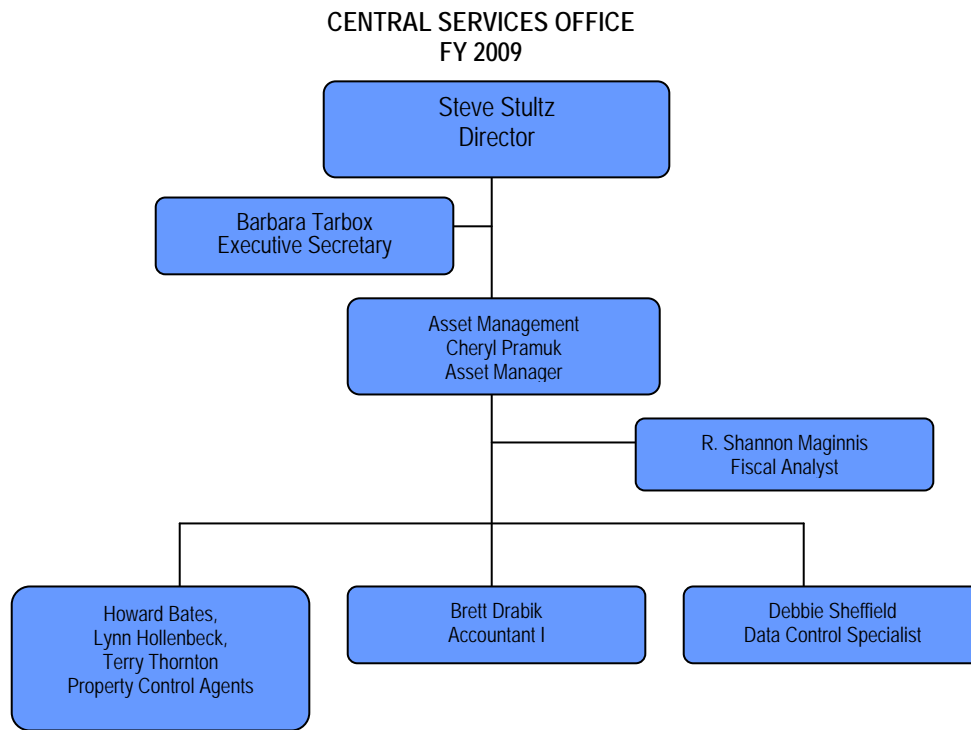 CENTRAL SERVICES OFFICE
FY 2009
Steve Stultz
Director
Barbara Tarbox
Executive Secretary
Asset Management
Cheryl Pramuk
Asset Manager
R. Shannon Maginnis
Fiscal Analyst
Howard Bates,
Lynn Hollenbeck,
Terry Thornton
Property Control Agents
Brett Drabik
Accountant I
Debbie Sheffield
Data Control Specialist